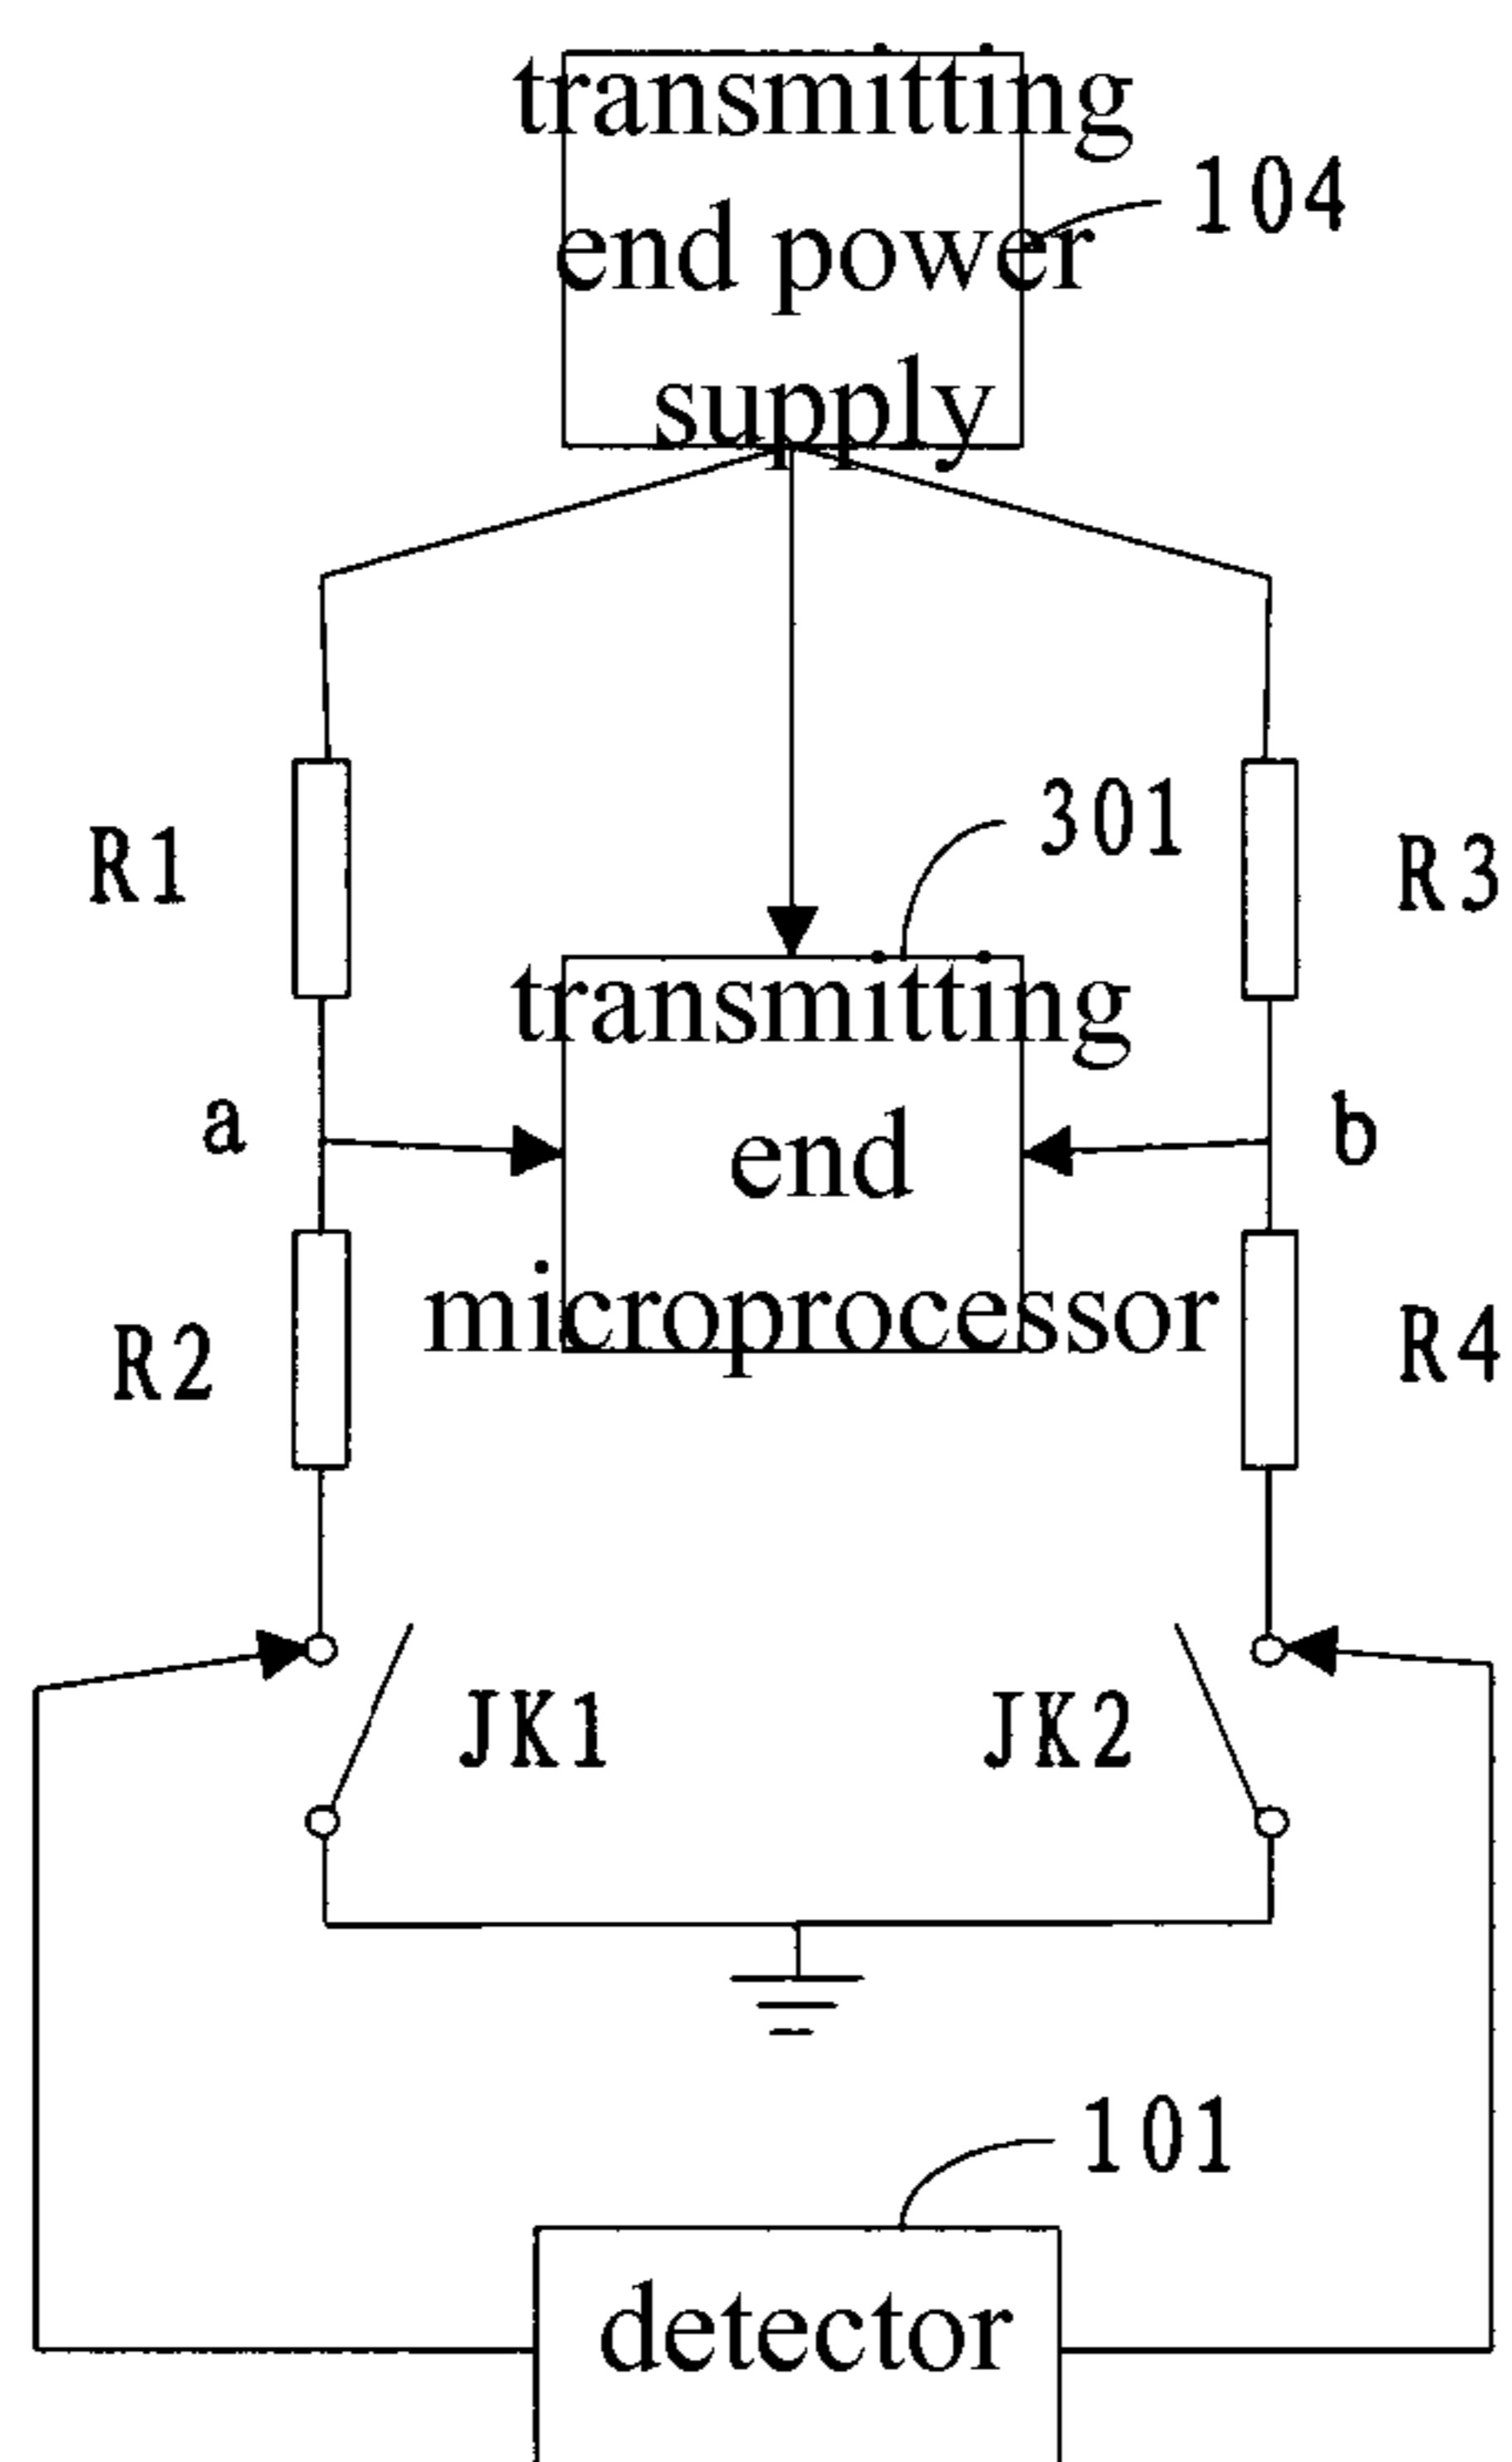 transmitting
end power
supply
104
R1
301
R3
transmitting
end
microprocessor
a
b
R2
R4
JK1
JK2
101
detector